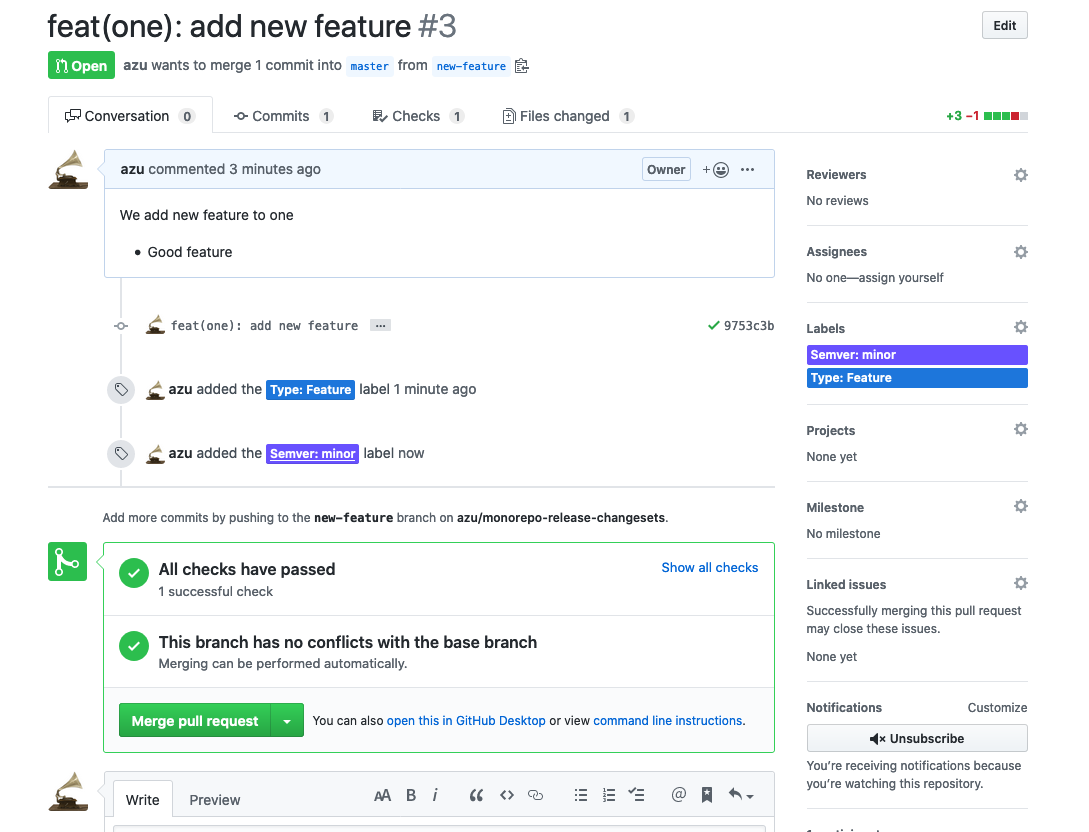 feat(one): add new feature #3
Edit
Open azu wants to merge 1 commit into master from new-feature
Conversation 0 Commits 1 Checks 1 Files changed 1 +3 −1
azu commented 3 minutes ago Owner
We add new feature to one
• Good feature
feat(one): add new feature … 9753c3b
azu added the Type: Feature label 1 minute ago
azu added the Semver: minor label now
Add more commits by pushing to the new-feature branch on azu/monorepo-release-changesets.
All checks have passed Show all checks
1 successful check
This branch has no conflicts with the base branch
Merging can be performed automatically.
Merge pull request You can also open this in GitHub Desktop or view command line instructions.
Write Preview AA B i
Reviewers
No reviews
Assignees
No one—assign yourself
Labels
Semver: minor
Type: Feature
Projects
None yet
Milestone
No milestone
Linked issues
Successfully merging this pull request
may close these issues.
None yet
Notifications Customize
Unsubscribe
You’re receiving notifications because
you’re watching this repository.